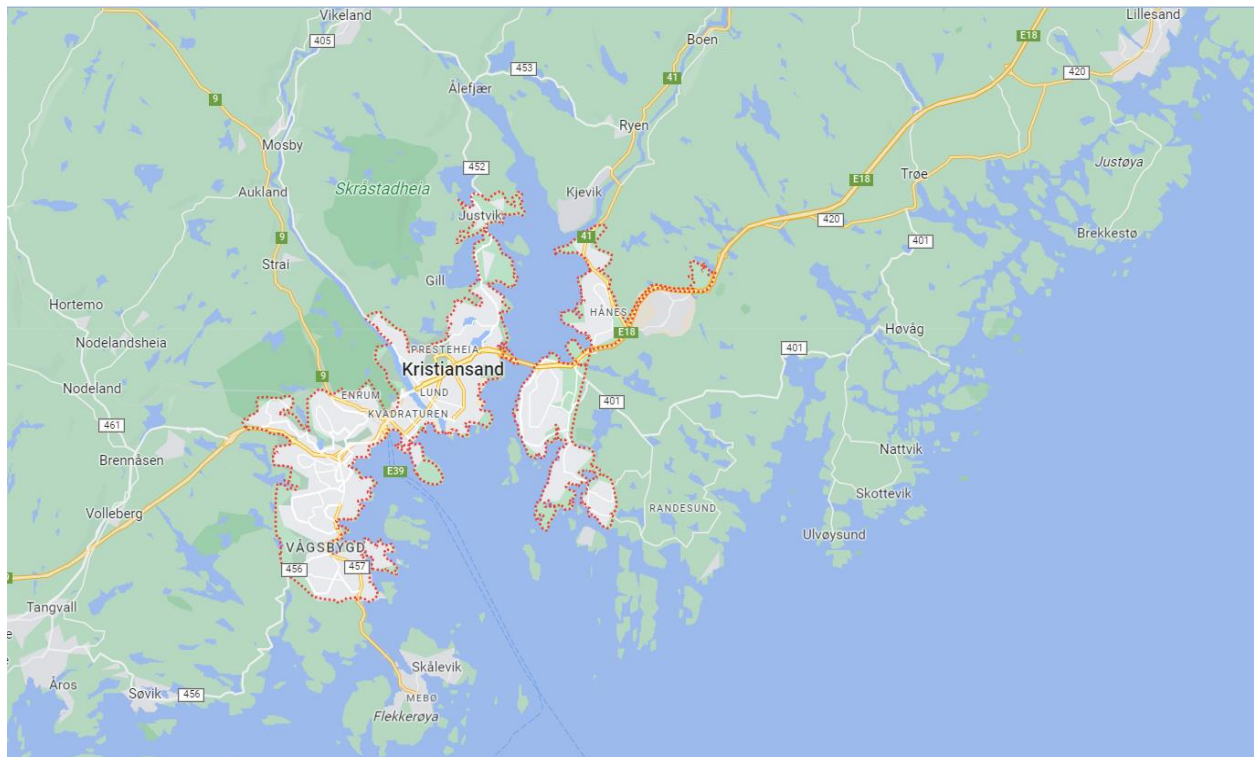 Vikeland
Lillesand
405
E18
Boen
420
453
41
Ålefjær
9
Ryen
Mosby
Justøya
452
Trøe
E18
Skråstadheia
Kjevik
Aukland
Justvik
420
401
Brekkestø
9
41
Strai
Gill
Hortemo
HÅNES
Høvåg
E18
Nodelandsheia
PRESTEHEIA
401
Kristiansand
9
Nodeland
ENRUM
LUND
401
KVADRATUREN
461
Nattvik
Brennåsen
E39
Skottevik
RANDESUND
Volleberg
Ulvøysund
VÅGSBYGD
456
457
Tangvall
Skålevik
Åros
Søvik
456
MEBØ
Flekkerøya